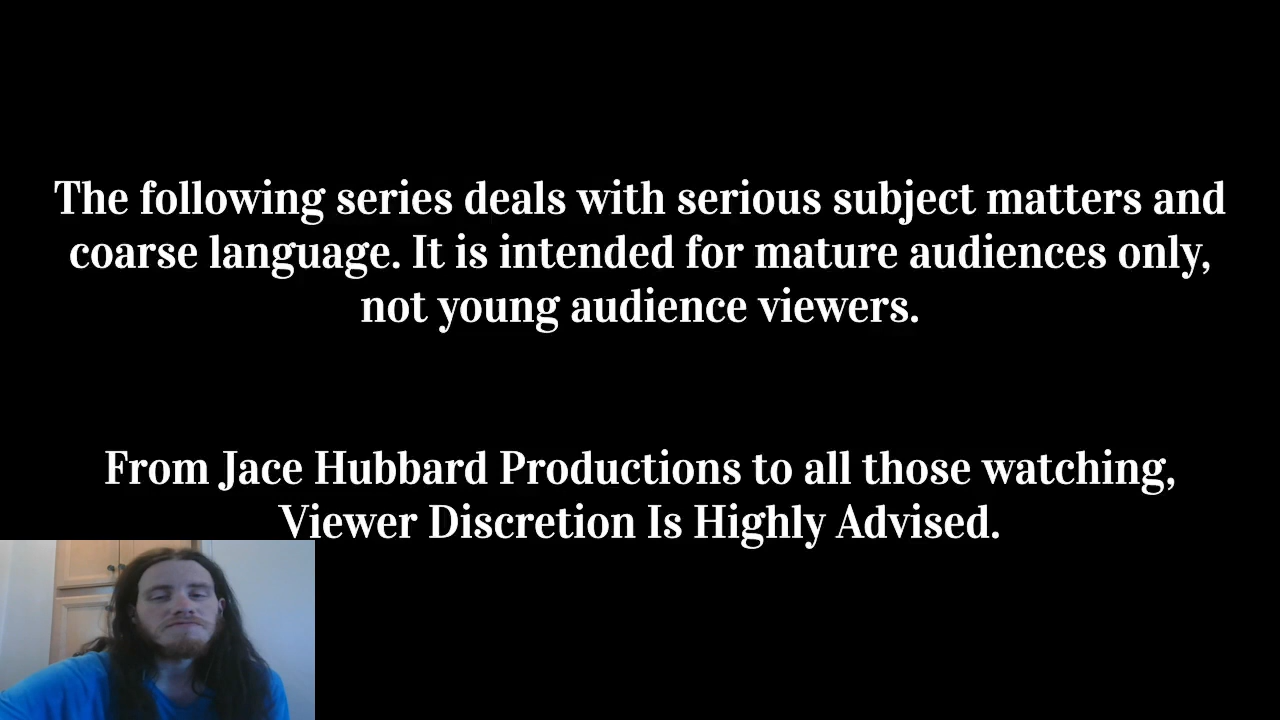 The following series deals with serious subject matters and
coarse language. It is intended for mature audiences only,
not young audience viewers.
From Jace Hubbard Productions to all those watching,
Viewer Discretion Is Highly Advised.